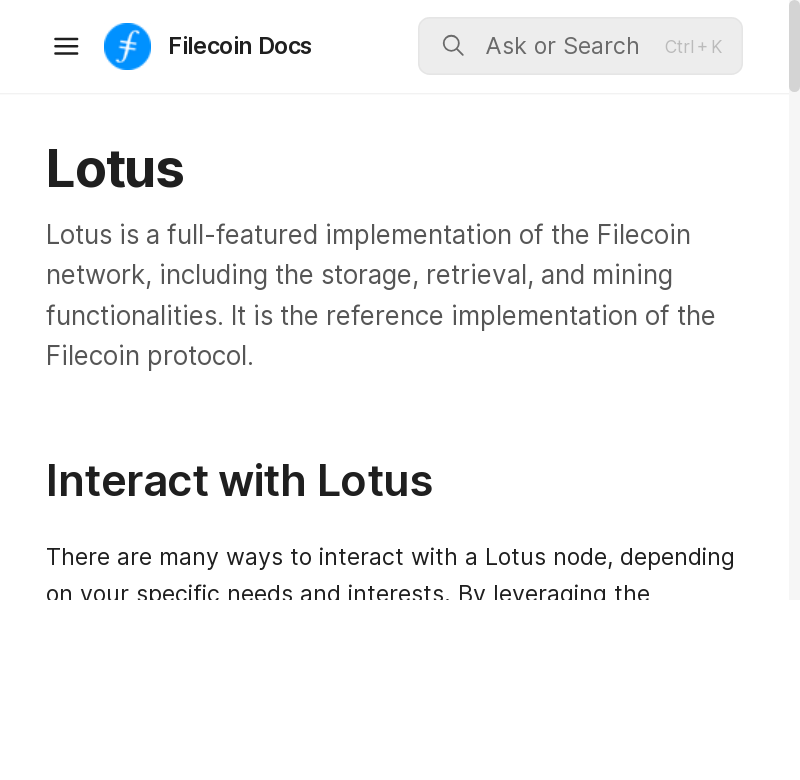 Filecoin Docs
Ask or Search
Ctrl + K
Lotus
Lotus is a full-featured implementation of the Filecoin
network, including the storage, retrieval, and mining
functionalities. It is the reference implementation of the
Filecoin protocol.
Interact with Lotus
There are many ways to interact with a Lotus node, depending
on your specific needs and interests. By leveraging the